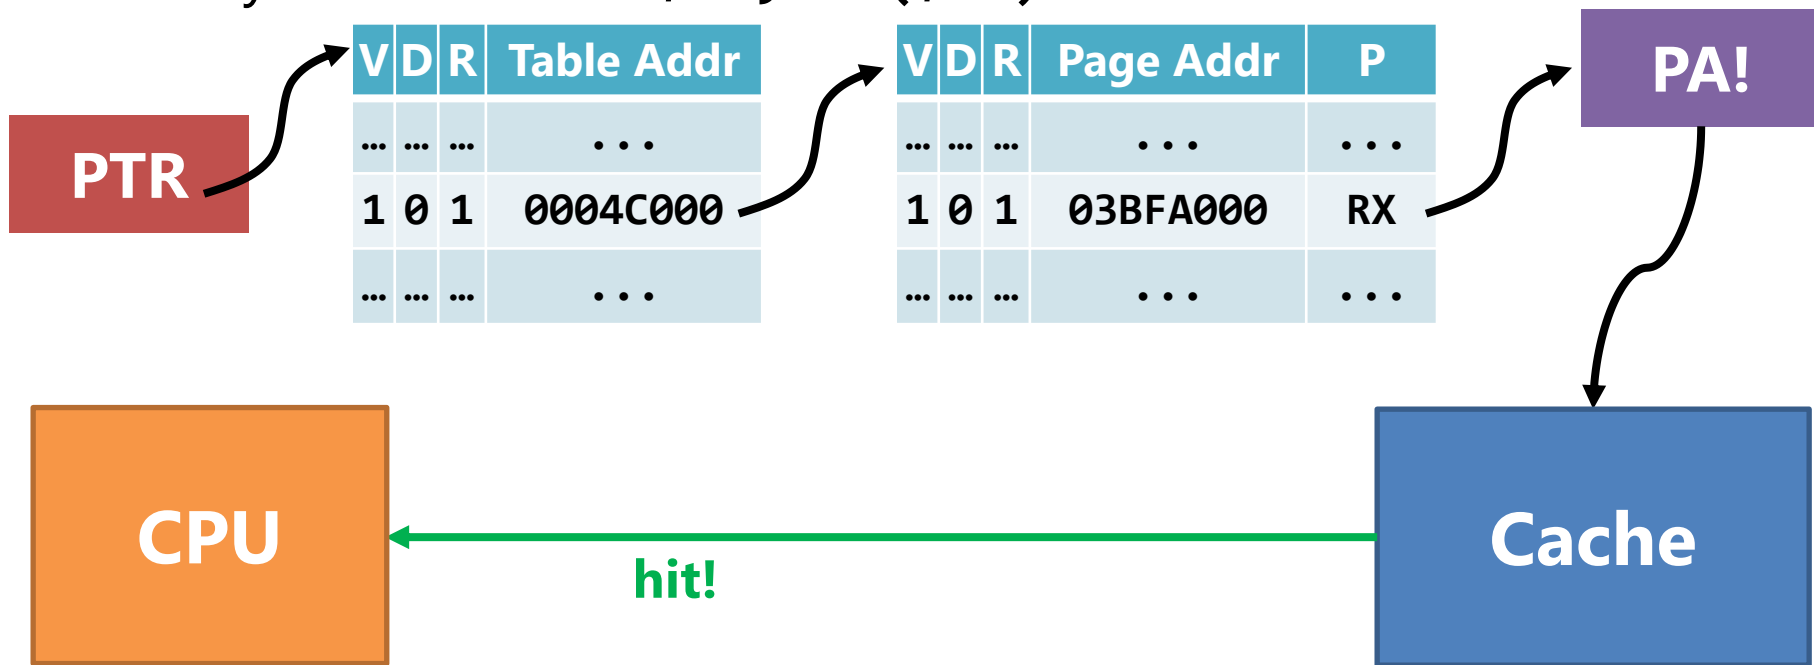 V D R Table Addr
V D R Page Addr P
PA!
... ... ... ...
... ... ... ... ...
PTR
1 0 1 0004C000
1 0 1 03BFA000 RX
... ... ... ...
... ... ... ... ...
CPU
Cache
hit!